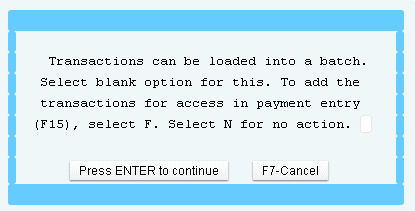 Transactions can be loaded into a batch.
Select blank option for this. To add the
transactions for access in payment entry
(F15), select F. Select N for no action.
Press ENTER to continue F7-Cancel